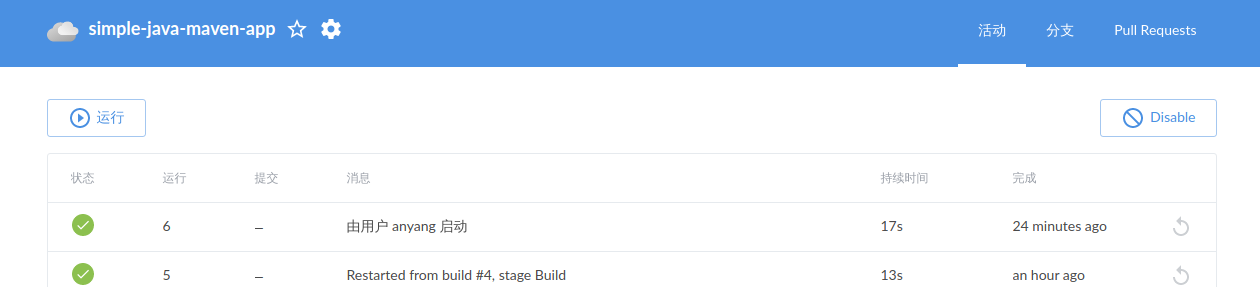 simple-java-maven-app 活动 分支 Pull Requests
运行 Disable
状态 运行 提交 消息 持续时间 完成
6 – 由用户 anyang 启动 17s 24 minutes ago
5 – Restarted from build #4, stage Build 13s an hour ago